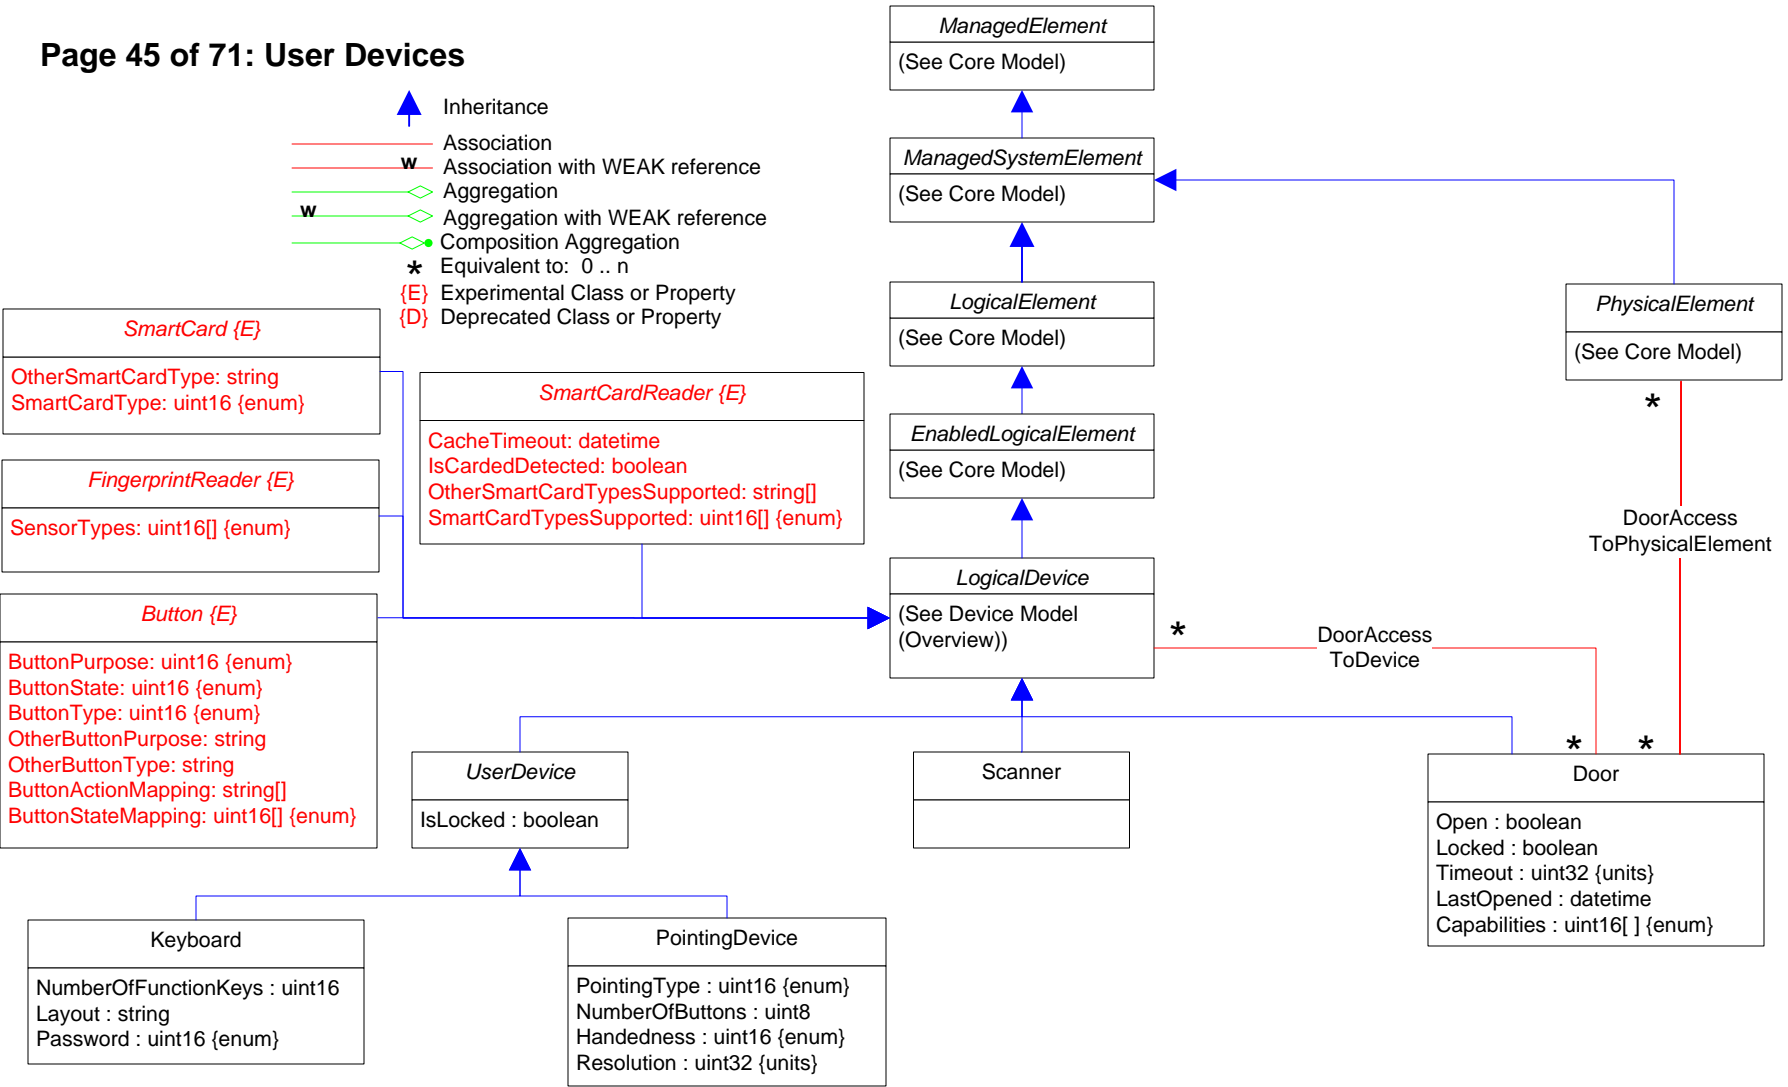 Page 45 of 71: User Devices
Inheritance
Association
w
Association with WEAK reference
Aggregation
w
Aggregation with WEAK reference
Composition Aggregation
* Equivalent to: 0 .. n
{E} Experimental Class or Property
{D} Deprecated Class or Property
ManagedElement
(See Core Model)
ManagedSystemElement
(See Core Model)
LogicalElement
(See Core Model)
EnabledLogicalElement
(See Core Model)
LogicalDevice
(See Device Model
(Overview))
PhysicalElement
(See Core Model)
*
DoorAccess
ToPhysicalElement
*
DoorAccess
ToDevice
*
*
SmartCard {E}
OtherSmartCardType: string
SmartCardType: uint16 {enum}
SmartCardReader {E}
CacheTimeout: datetime
IsCardedDetected: boolean
OtherSmartCardTypesSupported: string[]
SmartCardTypesSupported: uint16[] {enum}
FingerprintReader {E}
SensorTypes: uint16[] {enum}
Button {E}
ButtonPurpose: uint16 {enum}
ButtonState: uint16 {enum}
ButtonType: uint16 {enum}
OtherButtonPurpose: string
OtherButtonType: string
ButtonActionMapping: string[]
ButtonStateMapping: uint16[] {enum}
UserDevice
IsLocked : boolean
Scanner
Door
Open : boolean
Locked : boolean
Timeout : uint32 {units}
LastOpened : datetime
Capabilities : uint16[ ] {enum}
Keyboard
NumberOfFunctionKeys : uint16
Layout : string
Password : uint16 {enum}
PointingDevice
PointingType : uint16 {enum}
NumberOfButtons : uint8
Handedness : uint16 {enum}
Resolution : uint32 {units}